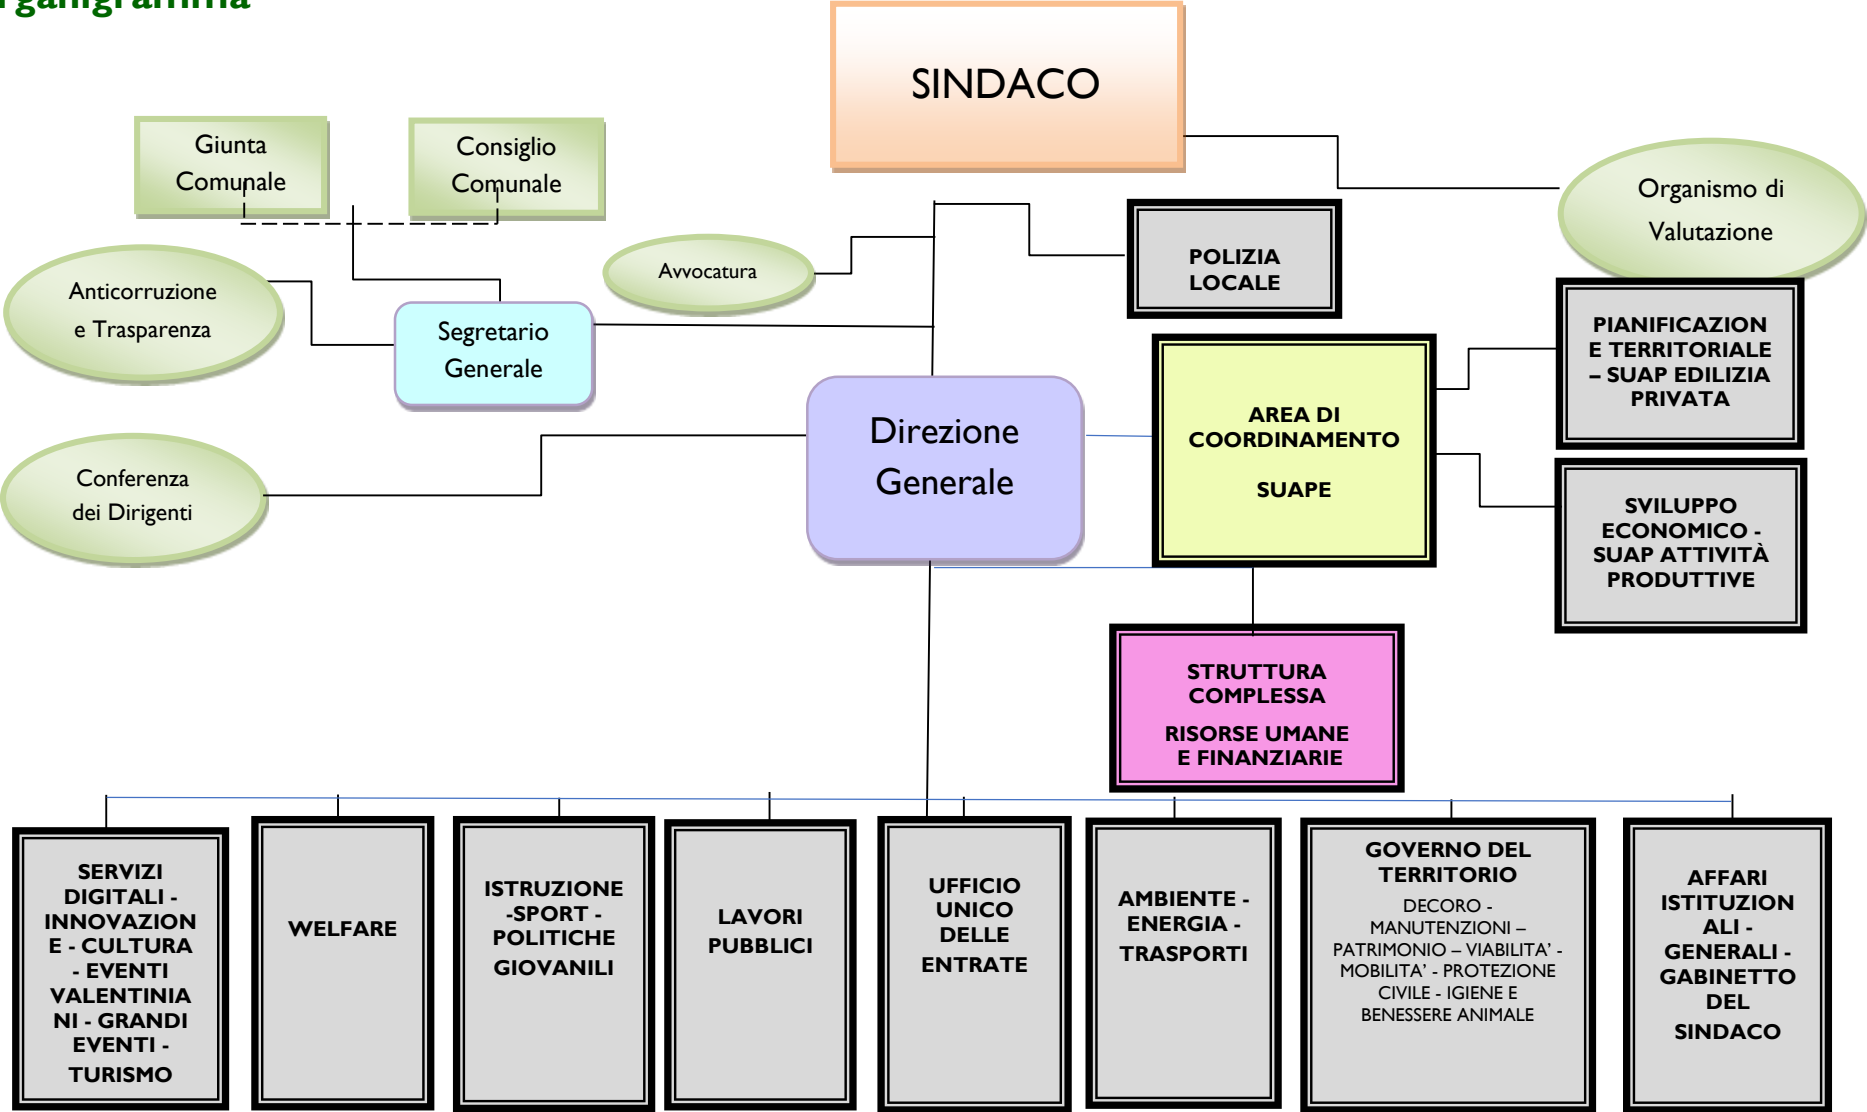 rganigramma
SINDACO
Giunta
Comunale
Consiglio
Comunale
Organismo di
Valutazione
Anticorruzione
e Trasparenza
Avvocatura
POLIZIA
LOCALE
Segretario
Generale
PIANIFICAZION
E TERRITORIALE
– SUAP EDILIZIA
PRIVATA
Direzione
Generale
AREA DI
COORDINAMENTO
SUAPE
Conferenza
dei Dirigenti
SVILUPPO
ECONOMICO -
SUAP ATTIVITÀ
PRODUTTIVE
STRUTTURA
COMPLESSA
RISORSE UMANE
E FINANZIARIE
SERVIZI
DIGITALI -
INNOVAZION
E - CULTURA
- EVENTI
VALENTINIA
NI - GRANDI
EVENTI -
TURISMO
WELFARE
ISTRUZIONE
-SPORT -
POLITICHE
GIOVANILI
LAVORI
PUBBLICI
UFFICIO
UNICO
DELLE
ENTRATE
AMBIENTE -
ENERGIA -
TRASPORTI
GOVERNO DEL
TERRITORIO
DECORO -
MANUTENZIONI –
PATRIMONIO – VIABILITA’ -
MOBILITA’ - PROTEZIONE
CIVILE - IGIENE E
BENESSERE ANIMALE
AFFARI
ISTITUZION
ALI -
GENERALI -
GABINETTO
DEL
SINDACO